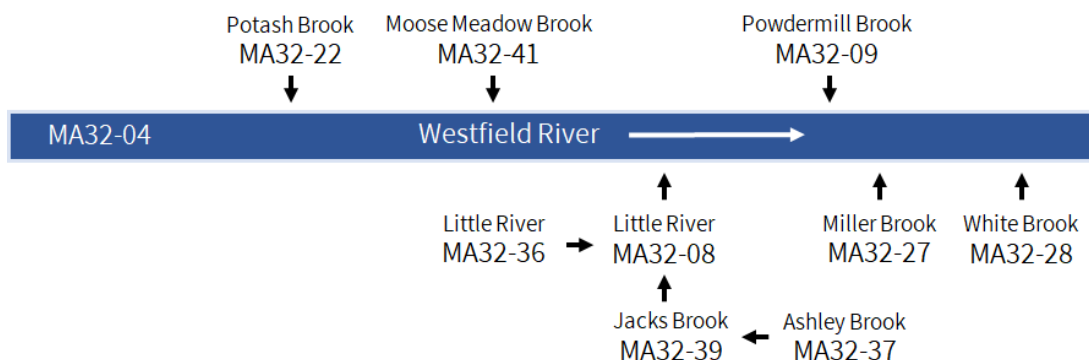 Potash Brook
MA32-22
Moose Meadow Brook
MA32-41
Powdermill Brook
MA32-09
MA32-04
Westfield River
Little River
MA32-36
Little River
MA32-08
Miller Brook
MA32-27
White Brook
MA32-28
Jacks Brook
MA32-39
Ashley Brook
MA32-37